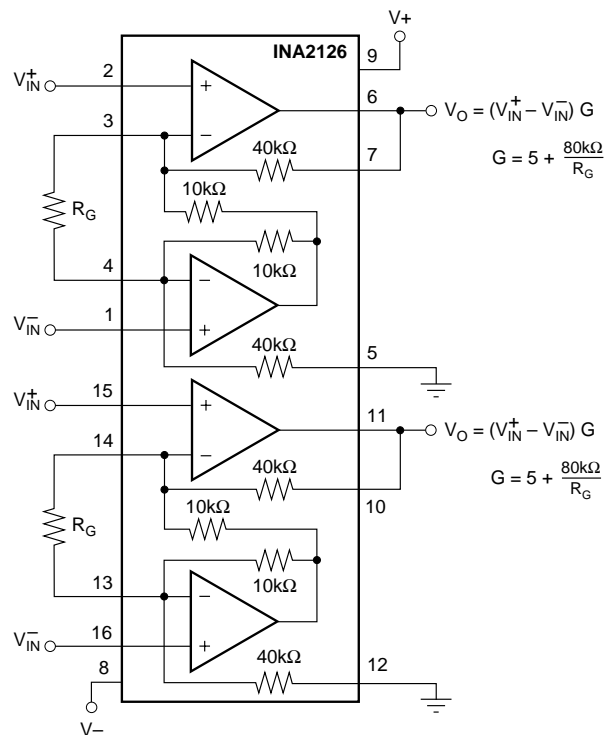 V+
INA2126
9
V+IN
2
6
VO = (V+IN – V–IN) G
3
7
40kΩ
G = 5 + 80kΩ/RG
10kΩ
RG
10kΩ
4
V–IN
1
40kΩ
5
V+IN
15
11
VO = (V+IN – V–IN) G
14
40kΩ
10
G = 5 + 80kΩ/RG
10kΩ
RG
10kΩ
13
V–IN
16
40kΩ
12
8
V–